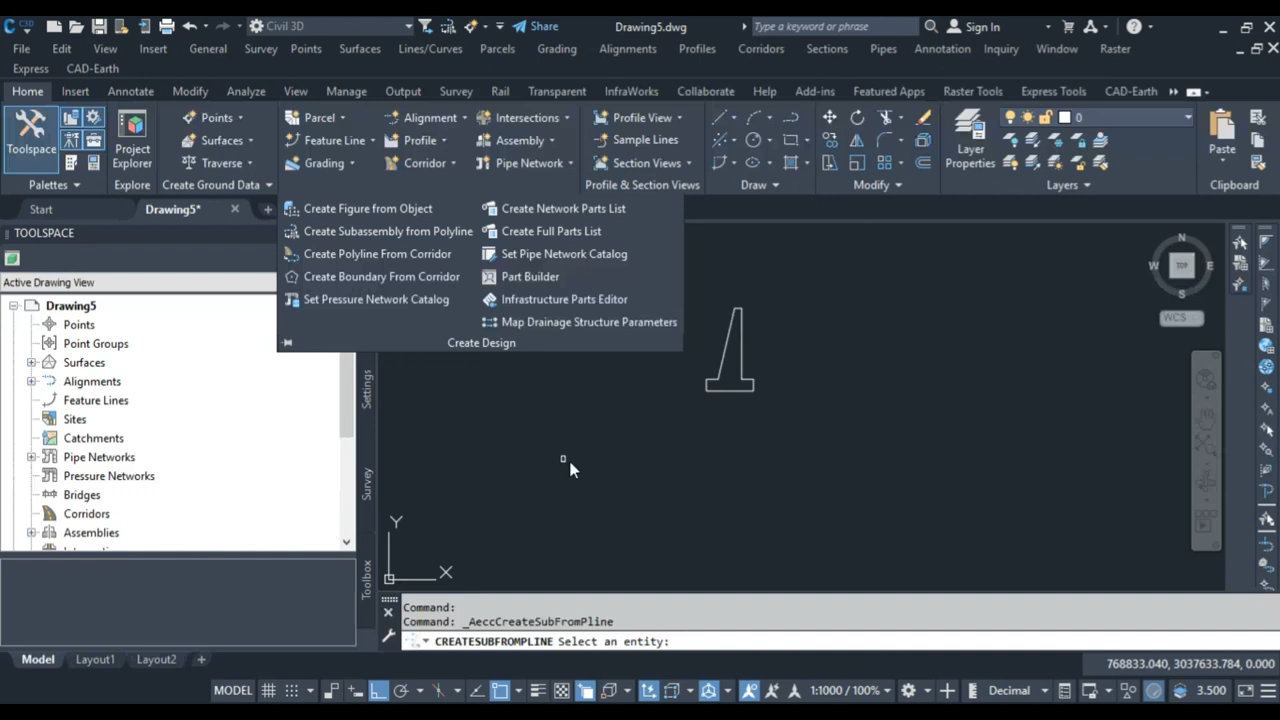 C3D Civil 3D Share Drawing5.dwg Type a keyword or phrase Sign In
File Edit View Insert General Survey Points Surfaces Lines/Curves Parcels Grading Alignments Profiles Corridors Sections Pipes Annotation Inquiry Window Raster
Express CAD-Earth
Home Insert Annotate Modify Analyze View Manage Output Survey Rail Transparent InfraWorks Collaborate Help Add-ins Featured Apps Raster Tools Express Tools CAD-Earth
Points Parcel Alignment Intersections Profile View 0
Toolspace Project Explorer Surfaces Feature Line Profile Assembly Sample Lines Layer Properties Paste
Traverse Grading Corridor Pipe Network Section Views
Palettes Explore Create Ground Data Profile & Section Views Draw Modify Layers Clipboard
Start Drawing5* Create Figure from Object Create Network Parts List
TOOLSPACE Create Subassembly from Polyline Create Full Parts List N
Create Polyline From Corridor Set Pipe Network Catalog
W TOP E
Active Drawing View Create Boundary From Corridor Part Builder
Drawing5 Set Pressure Network Catalog Infrastructure Parts Editor S
Points Map Drainage Structure Parameters WCS
Point Groups Create Design
Surfaces
Alignments Settings
Feature Lines
Sites
Catchments
Pipe Networks
Pressure Networks Survey
Bridges
Corridors Y
Assemblies
Toolbox X
Command:
Command: _AeccCreateSubFromPline
CREATESUBFROMPLINE Select an entity:
Model Layout1 Layout2 + 768833.040, 3037633.784, 0.000
MODEL 1:1000 / 100% Decimal 3.500